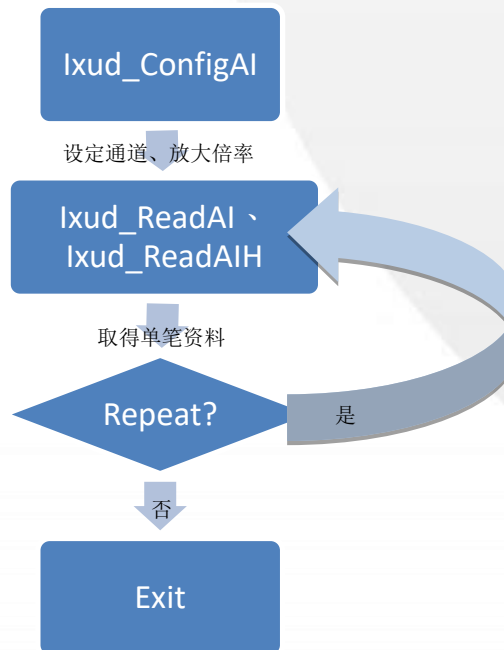 Ixud_ConfigAI
设定通道、放大倍率
Ixud_ReadAI、
Ixud_ReadAIH
取得单笔资料
Repeat?
是
否
Exit